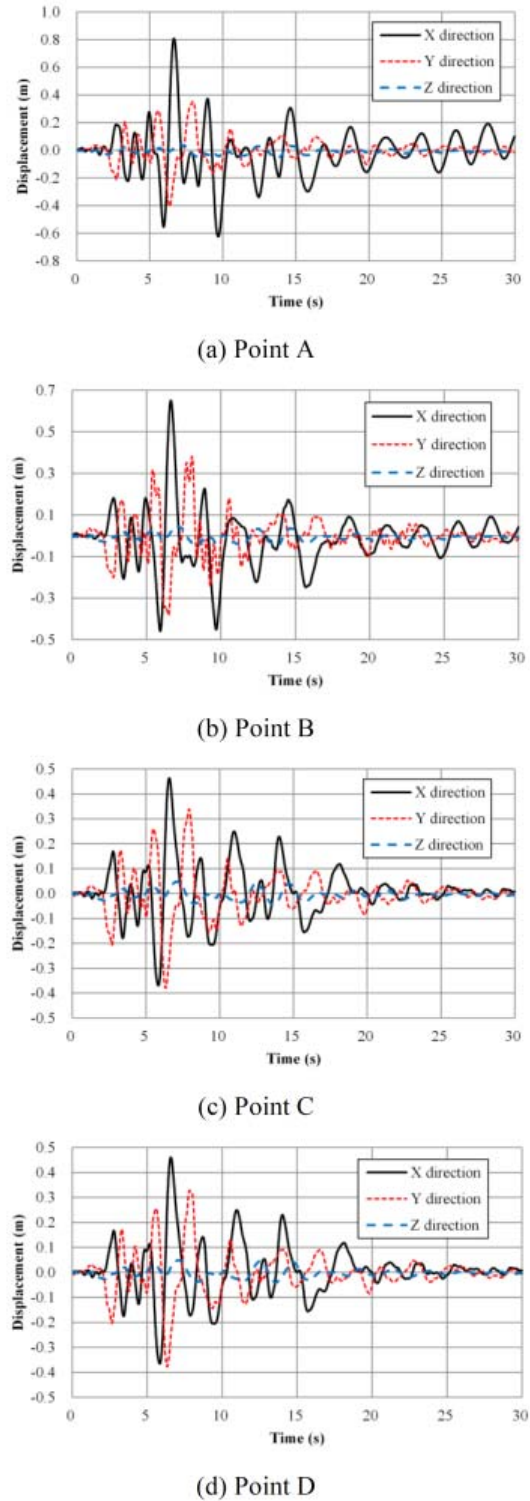 1.0
X direction
0.8
Y direction
0.6
Z direction
0.4
0.2
0.0
-0.2
-0.4
-0.6
-0.8
Displacement (m)
0 5 10 15 20 25 30
Time (s)
(a) Point A
0.7
X direction
0.5
Y direction
Z direction
0.3
0.1
-0.1
-0.3
-0.5
Displacement (m)
0 5 10 15 20 25 30
Time (s)
(b) Point B
0.5
X direction
0.4
Y direction
0.3
Z direction
0.2
0.1
0.0
-0.1
-0.2
-0.3
-0.4
-0.5
Displacement (m)
0 5 10 15 20 25 30
Time (s)
(c) Point C
0.5
X direction
0.4
Y direction
0.3
Z direction
0.2
0.1
0.0
-0.1
-0.2
-0.3
-0.4
-0.5
Displacement (m)
0 5 10 15 20 25 30
Time (s)
(d) Point D